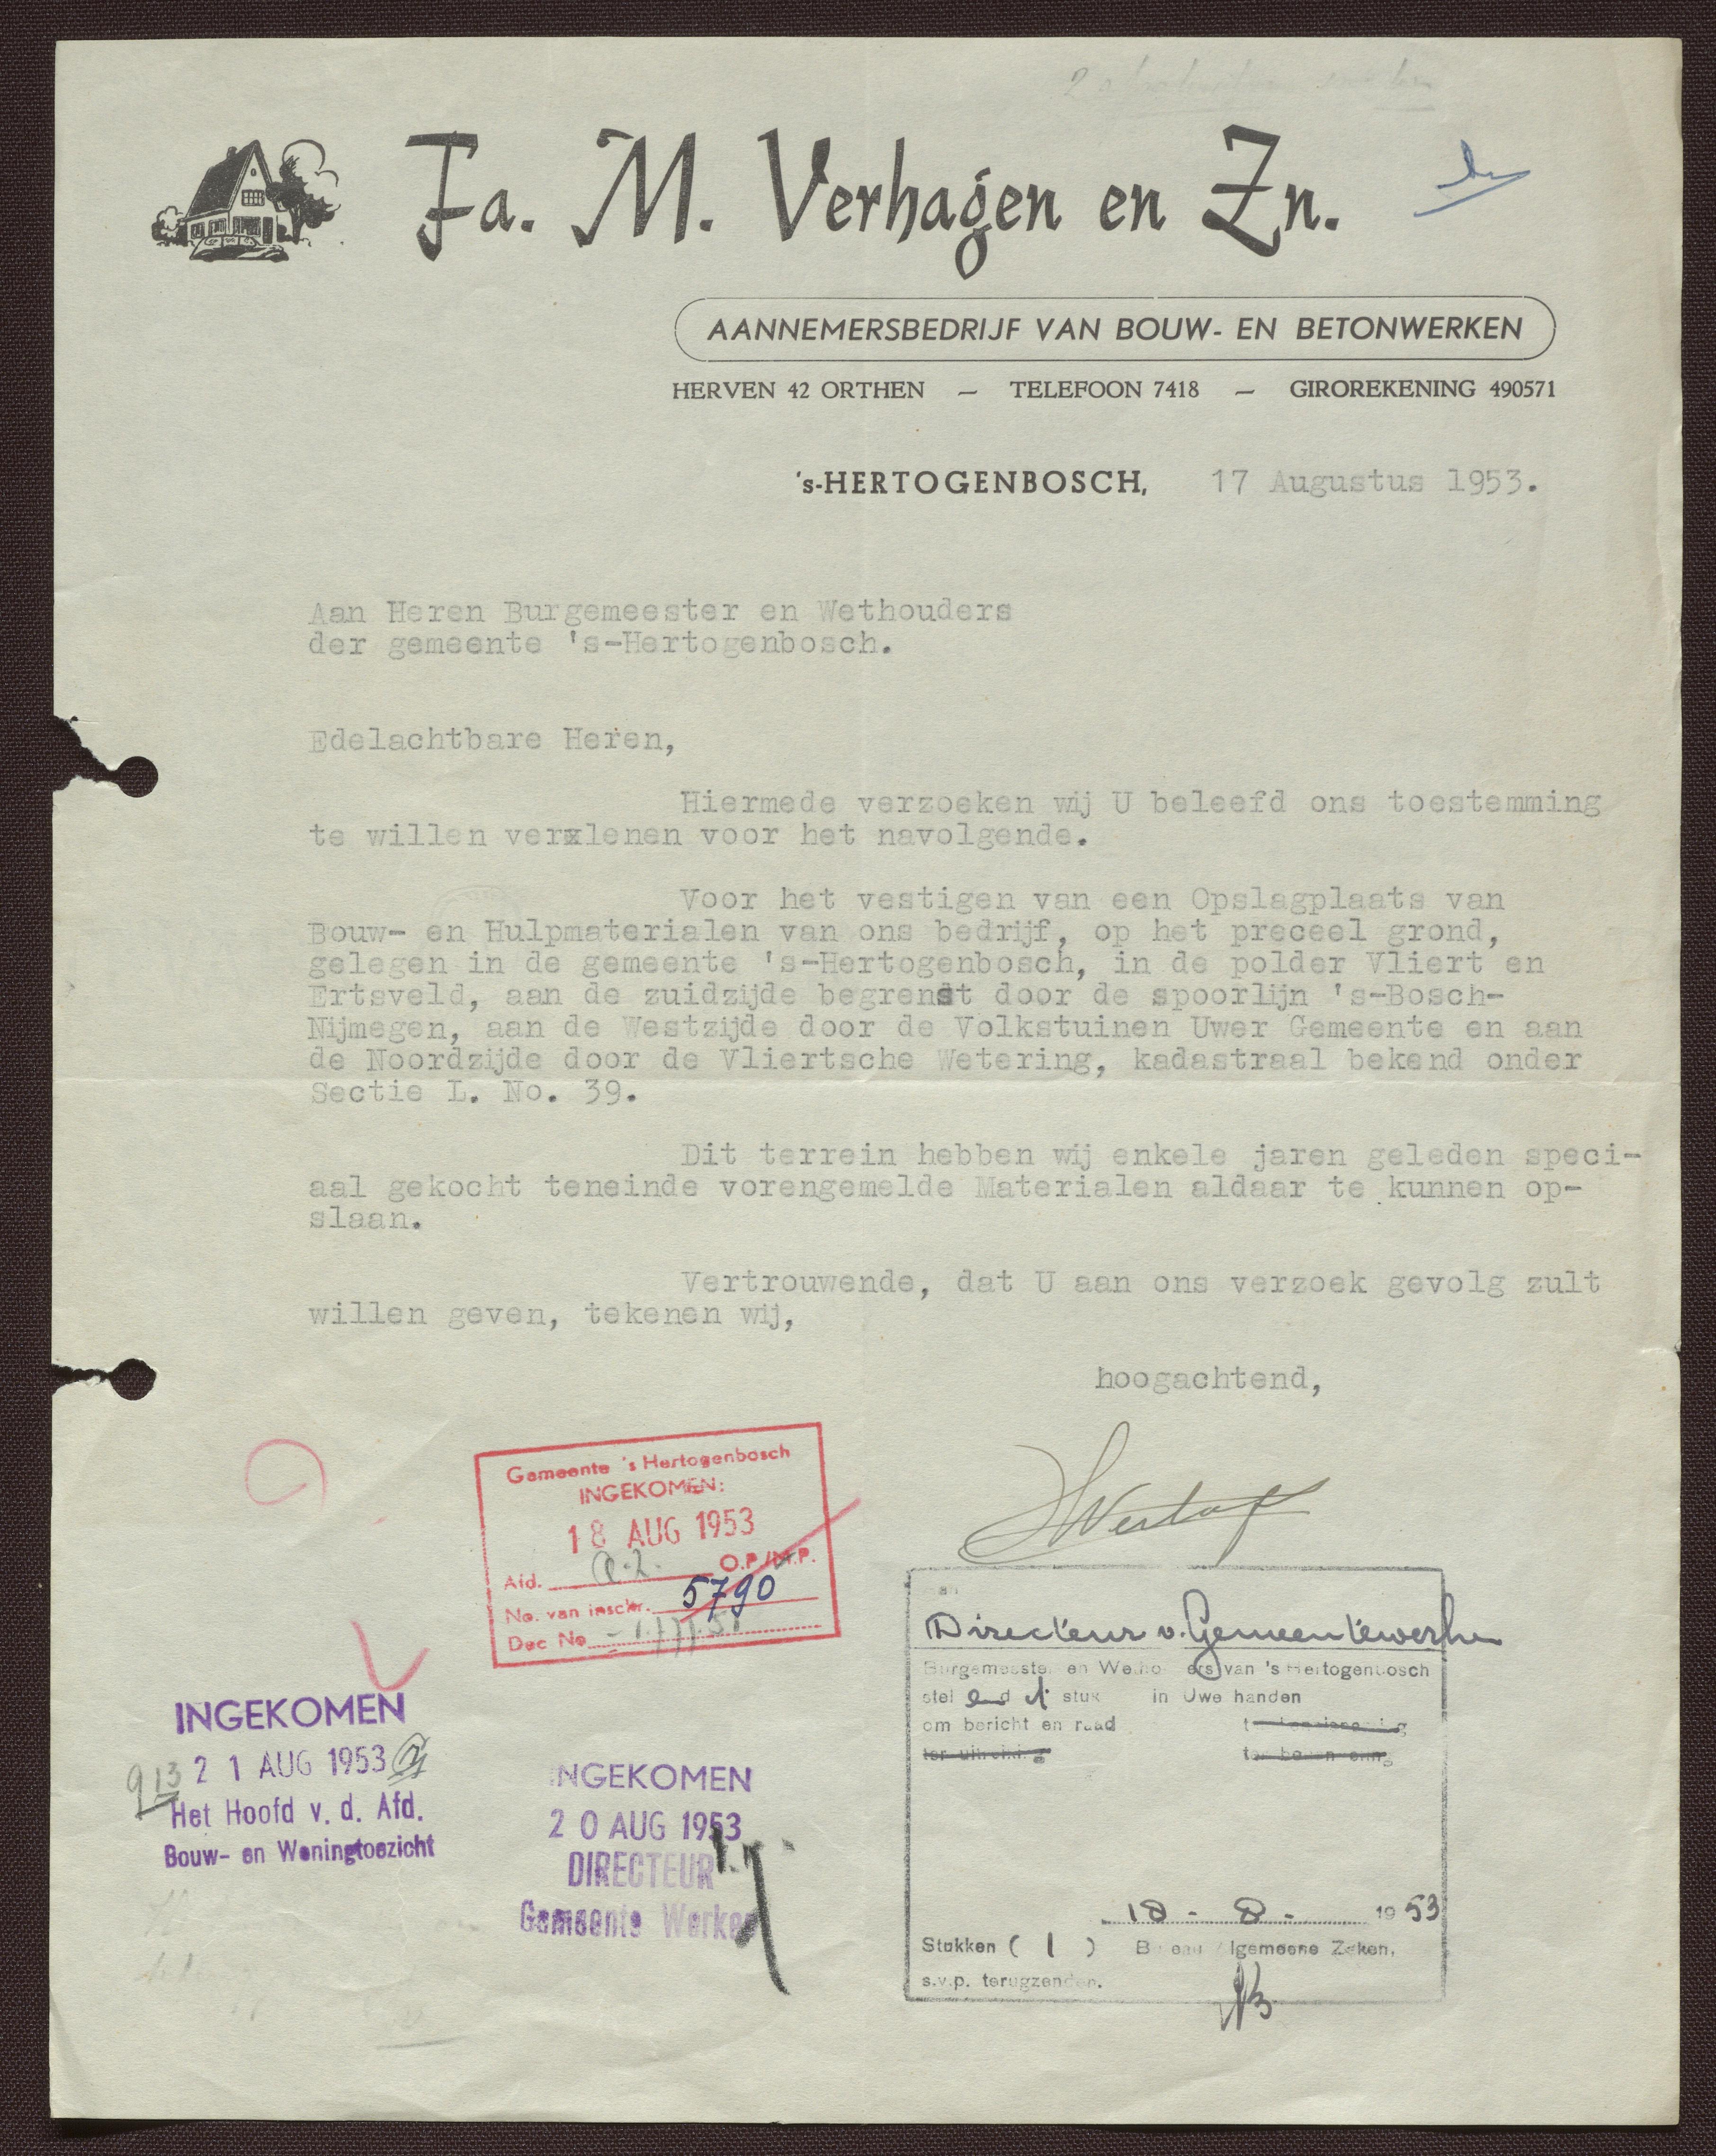 Fa. M. Verhagen en Zn.
AANNEMERSBEDRIJF VAN BOUW- EN BETONWERKEN
HERVEN 42 ORTHEN — TELEFOON 7418 — GIROREKENING 490571
's-HERTOGENBOSCH, 17 Augustus 1953.
Aan Heren Burgemeester en Wethouders
der gemeente 's-Hertogenbosch.
Edelachtbare Heren,
Hiermede verzoeken wij U beleefd ons toestemming
te willen verxlenen voor het navolgende.
Voor het vestigen van een Opslagplaats van
Bouw- en Hulpmaterialen van ons bedrijf, op het preceel grond,
gelegen in de gemeente 's-Hertogenbosch, in de polder Vliert en
Ertsveld, aan de zuidzijde begrenst door de spoorlijn 's-Bosch-
Nijmegen, aan de Westzijde door de Volkstuinen Uwer Gemeente en aan
de Noordzijde door de Vliertsche Wetering, kadastraal bekend onder
Sectie L. No. 39.
Dit terrein hebben wij enkele jaren geleden speci-
aal gekocht teneinde vorengemelde Materialen aldaar te kunnen op-
slaan.
Vertrouwende, dat U aan ons verzoek gevolg zult
willen geven, tekenen wij,
hoogachtend,
Gemeente 's Hertogenbosch
INGEKOMEN:
18 AUG 1953
Afd. O.P./M.P.
No. van inschr. 5790
Doc No
Directeur v. Gemeentewerken
Burgemeester en Wethouders van 's Hertogenbosch
stel stuk in Uwe handen
om bericht en raad
INGEKOMEN
913 21 AUG 1953
Het Hoofd v. d. Afd.
Bouw- en Woningtoezicht
INGEKOMEN
20 AUG 1953
DIRECTEUR
Gemeente Werken
18 - 8 - 1953
Stukken ( 1 ) Bureau Algemeene Zaken,
s.v.p. terugzenden.